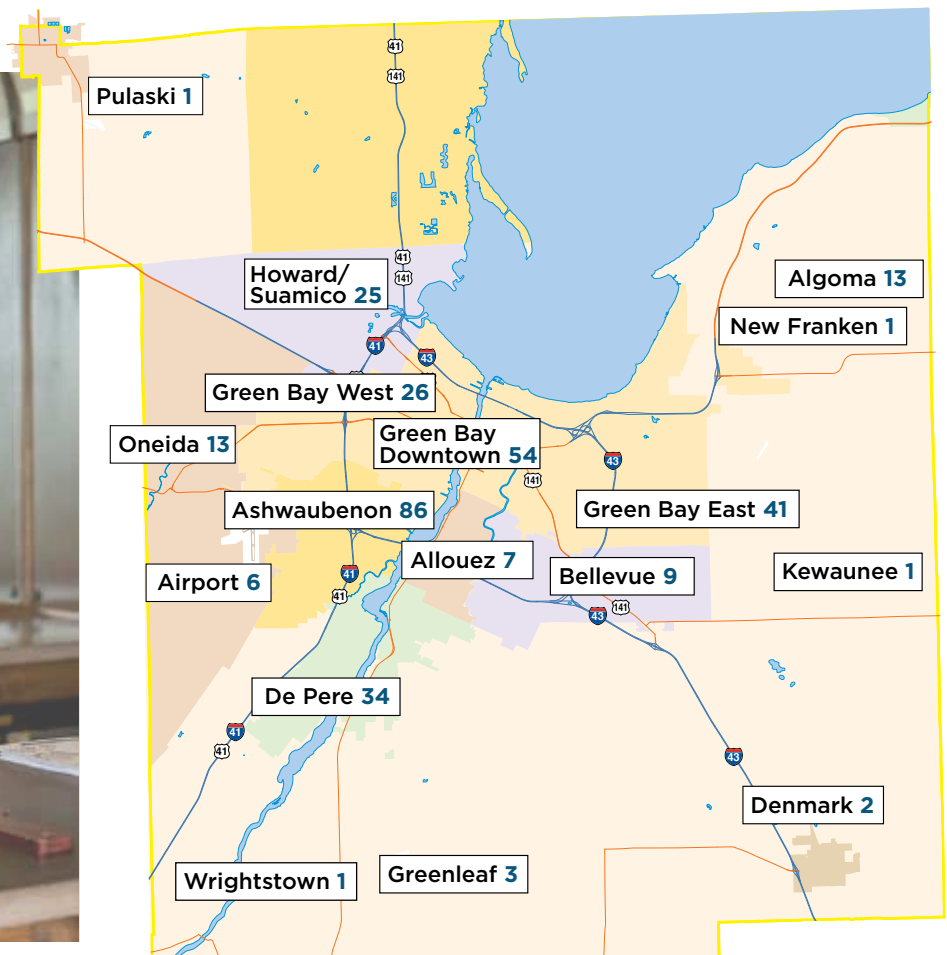 41
141
Pulaski 1
41
141
Howard/
Suamico 25
Algoma 13
New Franken 1
41
43
Green Bay West 26
Oneida 13
Green Bay
Downtown 54
43
141
Ashwaubenon 86
Green Bay East 41
Allouez 7
Bellevue 9
Kewaunee 1
Airport 6
41
41
141
43
De Pere 34
41
41
43
Denmark 2
Wrightstown 1
Greenleaf 3